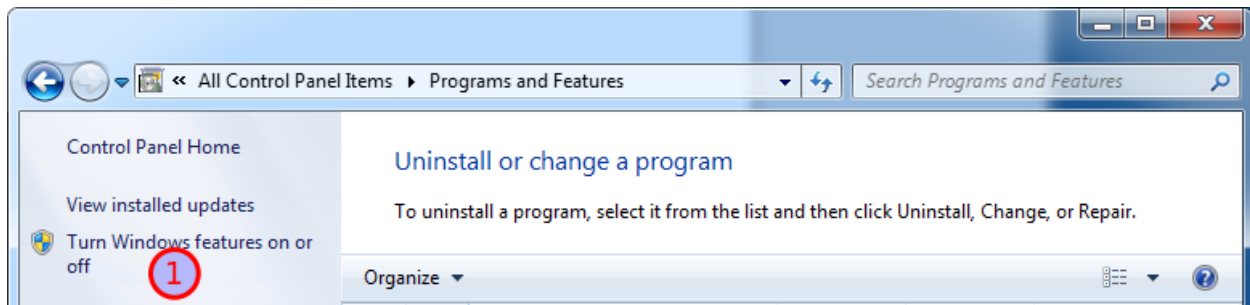 « All Control Panel Items ▸ Programs and Features
Search Programs and Features
Control Panel Home
View installed updates
Turn Windows features on or
off
1
Uninstall or change a program
To uninstall a program, select it from the list and then click Uninstall, Change, or Repair.
Organize